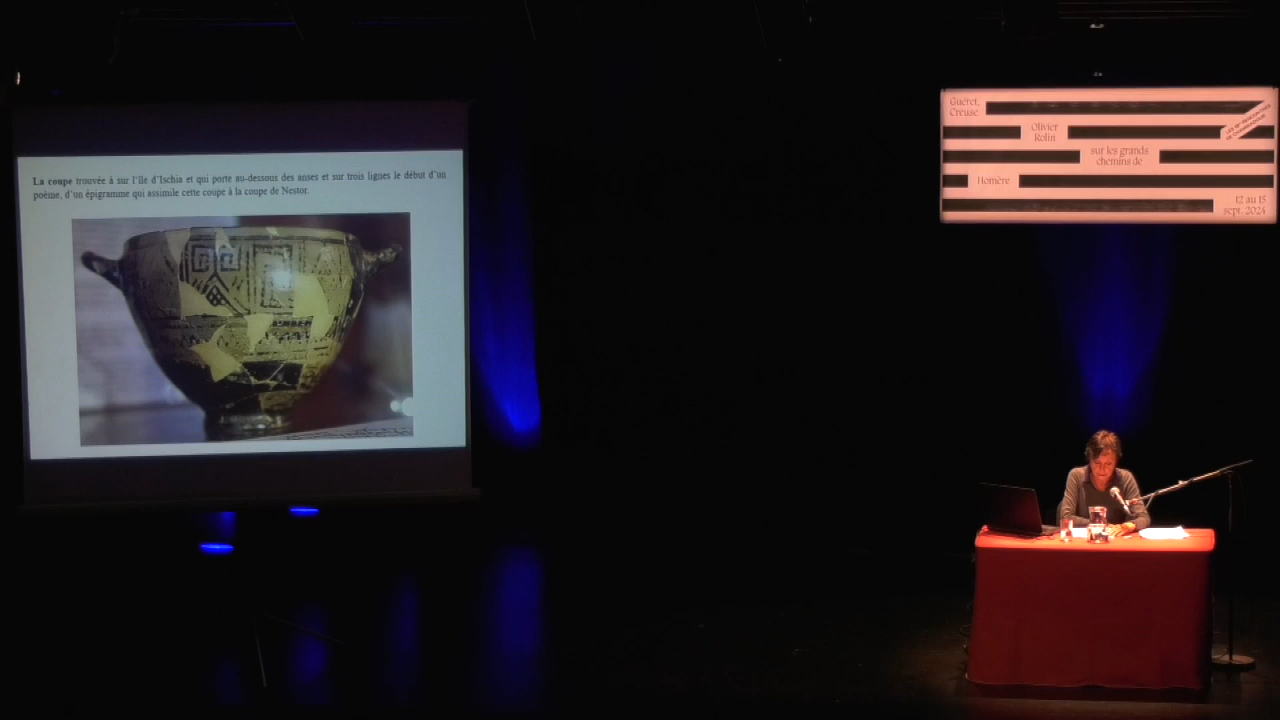 La coupe trouvée à sur l'île d'Ischia et qui porte au-dessous des anses et sur trois lignes le début d'un
poème, d'un épigramme qui assimile cette coupe à la coupe de Nestor.
Guéret,
Creuse
Olivier
Rolin
sur les grands
chemins de
Homère
12 au 15
sept. 2024